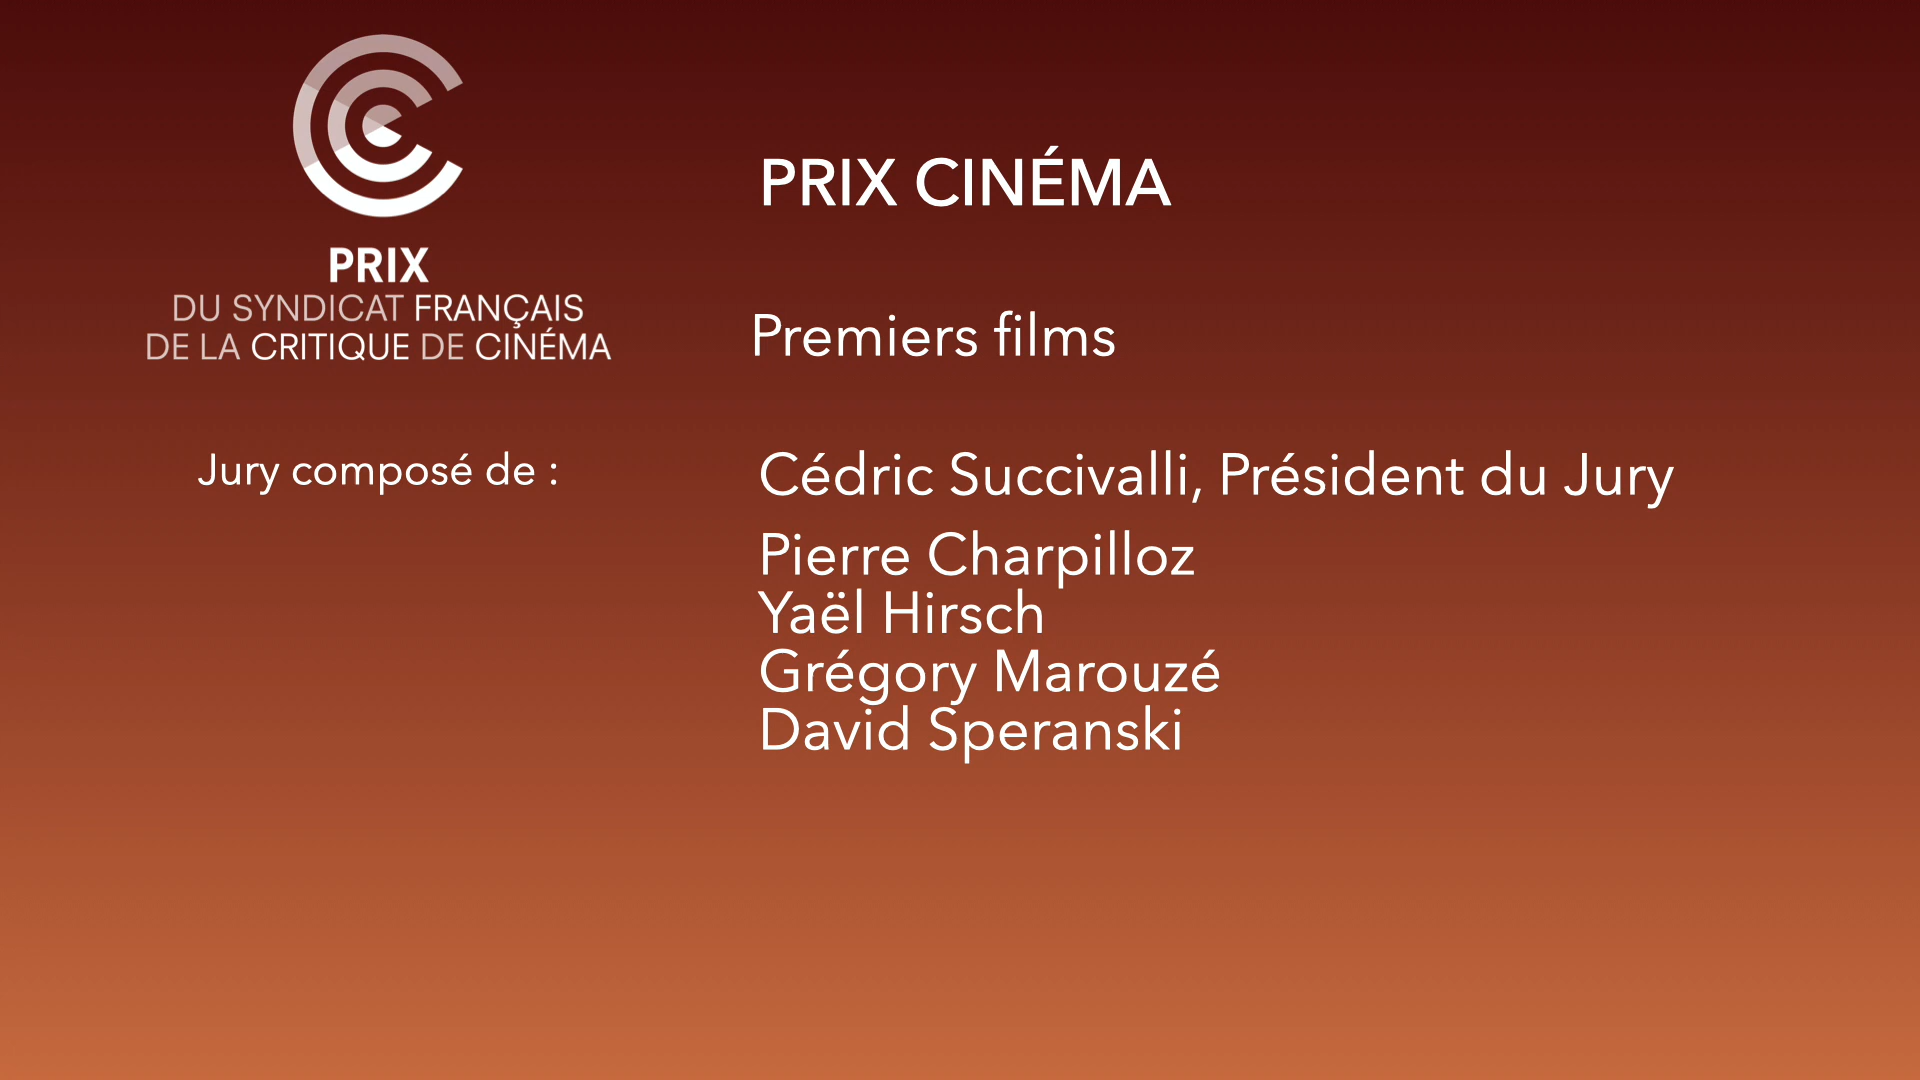 PRIX
DU SYNDICAT FRANÇAIS
DE LA CRITIQUE DE CINÉMA
PRIX CINÉMA
Premiers films
Jury composé de :
Cédric Succivalli, Président du Jury
Pierre Charpilloz
Yaël Hirsch
Grégory Marouzé
David Speranski